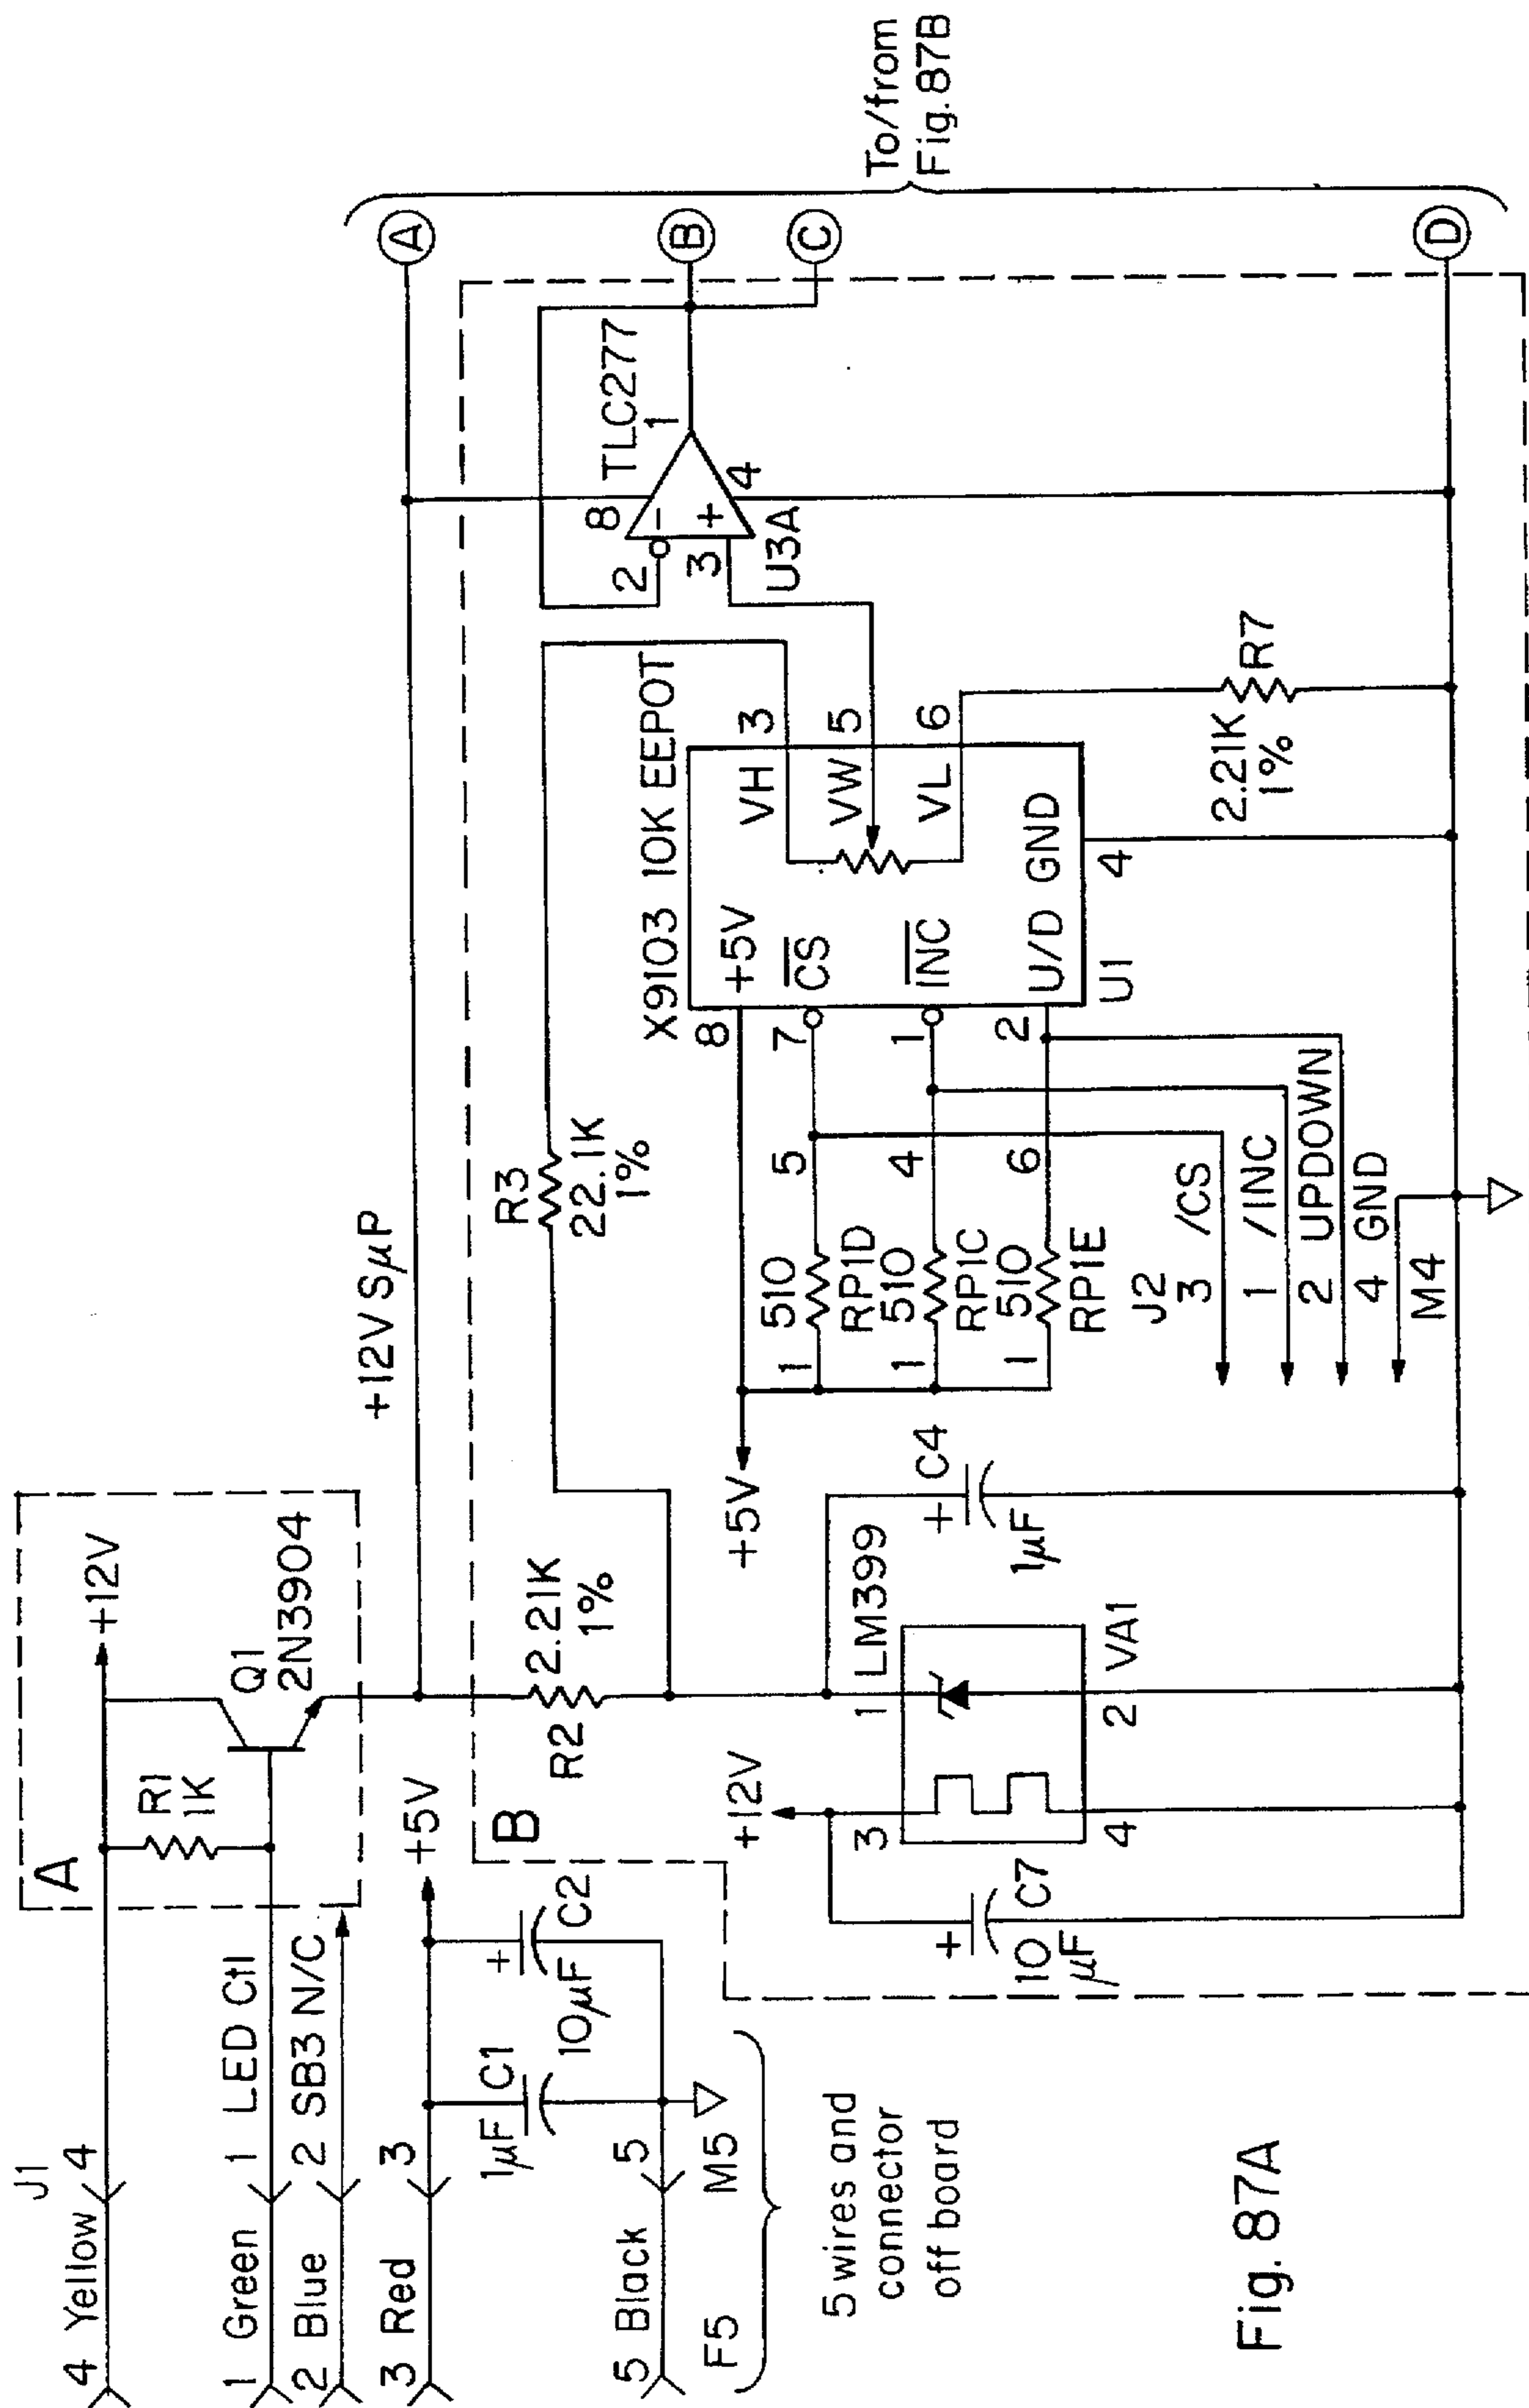 J1
4 Yellow 4
1 Green 1 LED Ctl
2 Blue 2 SB3 N/C
3 Red 3
5 Black 5
F5 M5
5 wires and
connector
off board
A
R1
1K
+12V
Q1
2N3904
1µF C1
+
10µF C2
+5V
+12V SµP
B
R2
2.21K
1%
R3
22.1K
1%
+12V
3
4
+
10
µF
C7
1 LM399
2 VA1
+ C4
1µF
+5V
X9103 10K EEPOT
8 +5V
7 CS
1 INC
2 U/D GND
4
U1
VH 3
VW 5
VL 6
1 510 5
RP1D
1 510 4
RP1C
1 510 6
RP1E
J2
3 /CS
1 /INC
2 UPDOWN
4 GND
M4
2.21K
1%
R7
8 TLC277
2 −
3 +
1
4
U3A
A
B
C
D
To/from
Fig. 87B
Fig. 87A